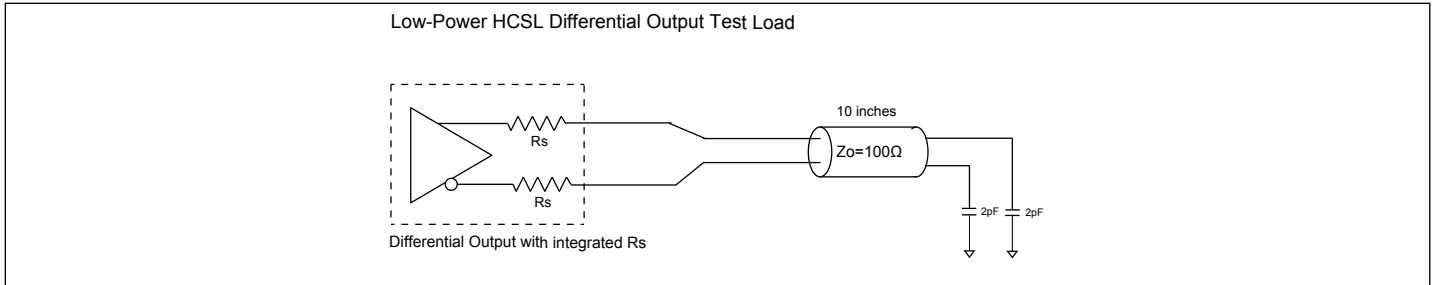 Low-Power HCSL Differential Output Test Load
10 inches
Rs
Zo=100Ω
Rs
2pF
2pF
Differential Output with integrated Rs